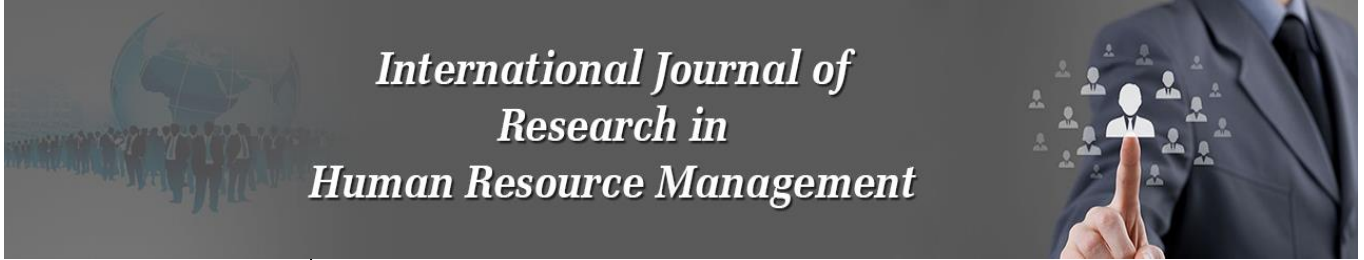 International Journal of
Research in
Human Resource Management